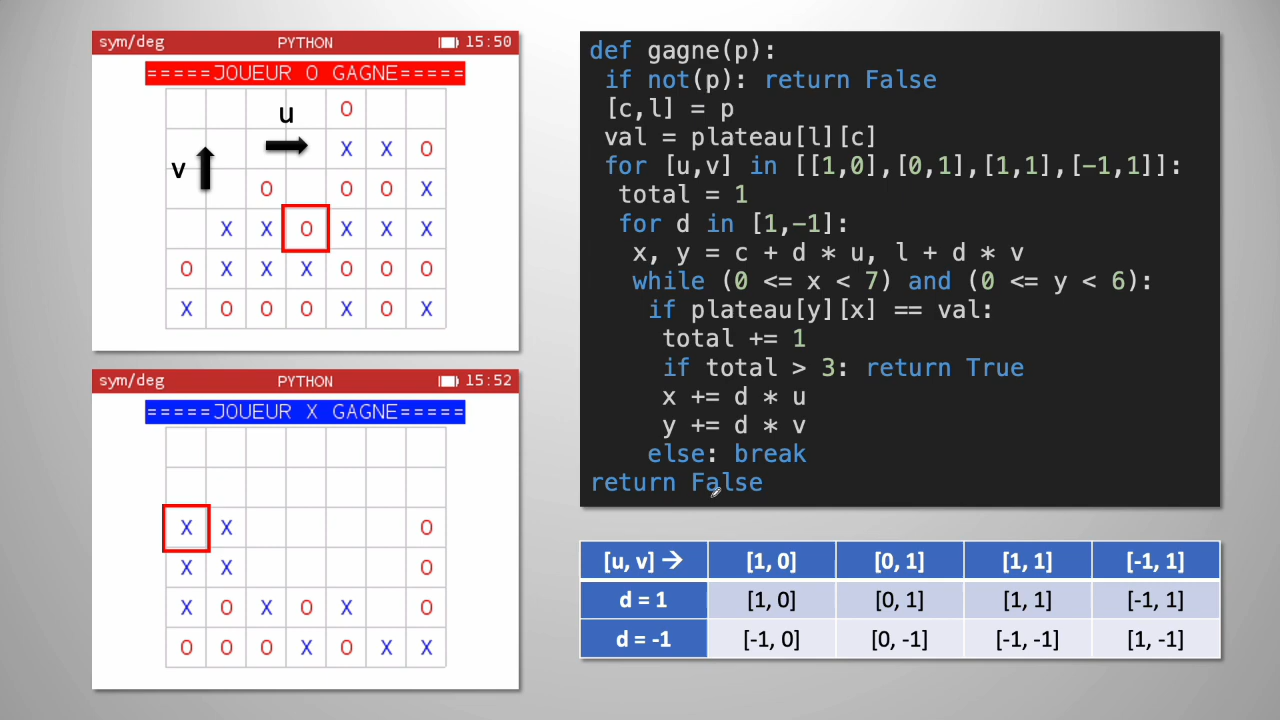 sym/deg PYTHON 15:50
=====JOUEUR O GAGNE=====
O
u
X X O
v
O O O X
X X O X X X
O X X X O O O
X O O O X O X
sym/deg PYTHON 15:52
=====JOUEUR X GAGNE=====
X X O
X X O
X O X O X O
O O O X O X X
def gagne(p):
if not(p): return False
[c,l] = p
val = plateau[l][c]
for [u,v] in [[1,0],[0,1],[1,1],[-1,1]]:
total = 1
for d in [1,-1]:
x, y = c + d * u, l + d * v
while (0 <= x < 7) and (0 <= y < 6):
if plateau[y][x] == val:
total += 1
if total > 3: return True
x += d * u
y += d * v
else: break
return False
[u, v] → [1, 0] [0, 1] [1, 1] [-1, 1]
d = 1 [1, 0] [0, 1] [1, 1] [-1, 1]
d = -1 [-1, 0] [0, -1] [-1, -1] [1, -1]